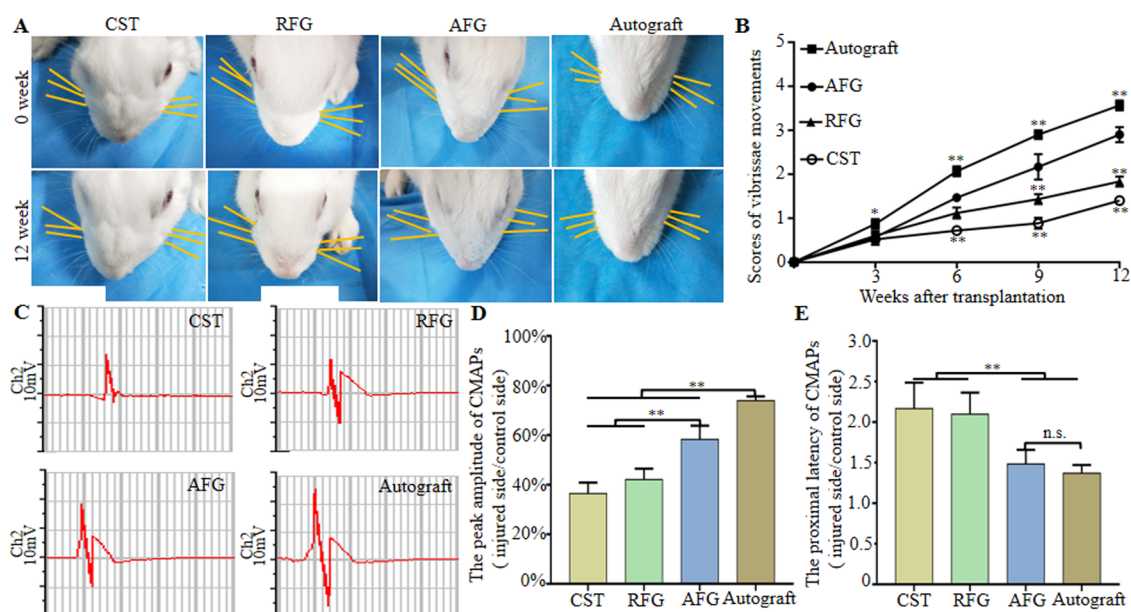 A
CST
RFG
AFG
Autograft
0 week
12 week
B
Scores of vibrissae movements
5
4
3
2
1
0
Autograft
AFG
RFG
CST
*
**
**
**
**
**
**
**
**
**
3
6
9
12
Weeks after transplantation
C
CST
Ch2
10mV
RFG
Ch2
10mV
AFG
Ch2
10mV
Autograft
Ch2
10mV
D
The peak amplitude of CMAPs
( injured side/control side)
100%
80%
60%
40%
20%
0%
**
**
CST
RFG
AFG
Autograft
E
The proximal latency of CMAPs
( injured side/control side)
3.0
2.5
2.0
1.5
1.0
0.5
0.0
**
n.s.
CST
RFG
AFG
Autograft